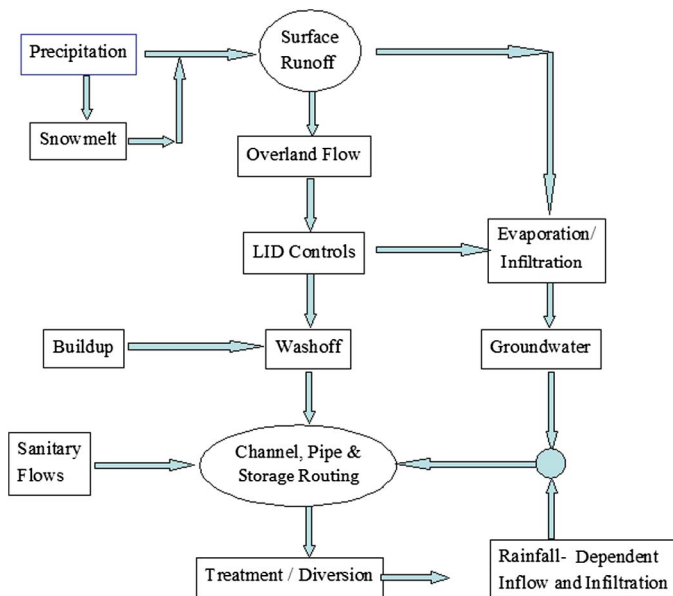 Precipitation
Surface
Runoff
Snowmelt
Overland Flow
LID Controls
Evaporation/
Infiltration
Buildup
Washoff
Groundwater
Sanitary
Flows
Channel, Pipe &
Storage Routing
Treatment / Diversion
Rainfall- Dependent
Inflow and Infiltration